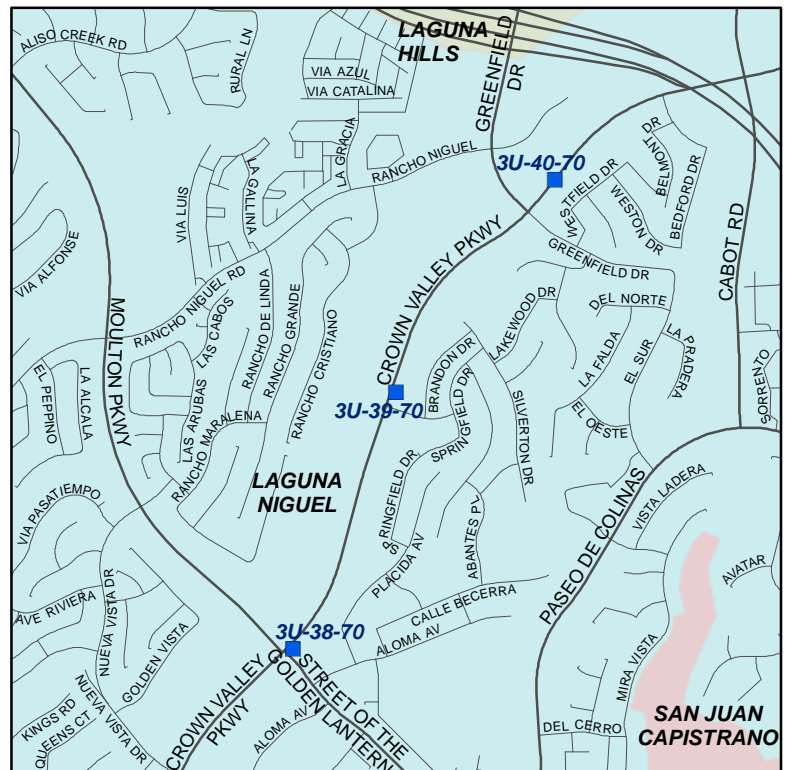 LAGUNA
HILLS
ALISO CREEK RD
RURAL LN
VIA AZUL
VIA CATALINA
GREENFIELD
DR
LA GRACIA
RANCHO NIGUEL
3U-40-70
WESTFIELD DR
BELMONT DR
WESTON DR
BEDFORD DR
LA GALLINA
VIA LUIS
VIA ALFONSE
GREENFIELD DR
CABOT RD
CROWN VALLEY PKWY
RANCHO NIGUEL RD
MOULTON PKWY
LAS CABOS
RANCHO DE LINDA
RANCHO GRANDE
RANCHO CRISTIANO
LAKEWOOD DR
DEL NORTE
LA FALDA
EL SUR
LA PRADERA
EL PEPPINO
LA ALCALA
LAS ARUBAS
RANCHO MARALENA
BRANDON DR
3U-39-70
SPRINGFIELD DR
SILVERTON DR
EL OESTE
SORRENTO
LAGUNA
NIGUEL
SPRINGFIELD DR
VIA PASATIEMPO
PLACIDA AV
ABANTES PL
PASEO DE COLINAS
VISTA LADERA
AVATAR
AVE RIVIERA
NUEVA VISTA DR
GOLDEN VISTA
CALLE BECERRA
ALOMA AV
3U-38-70
MIRA VISTA
CROWN VALLEY
PKWY
STREET OF THE
GOLDEN LANTERN
NUEVA VISTA DR
KINGS RD
QUEENS CT
ALOMA AV
DEL CERRO
SAN JUAN
CAPISTRANO